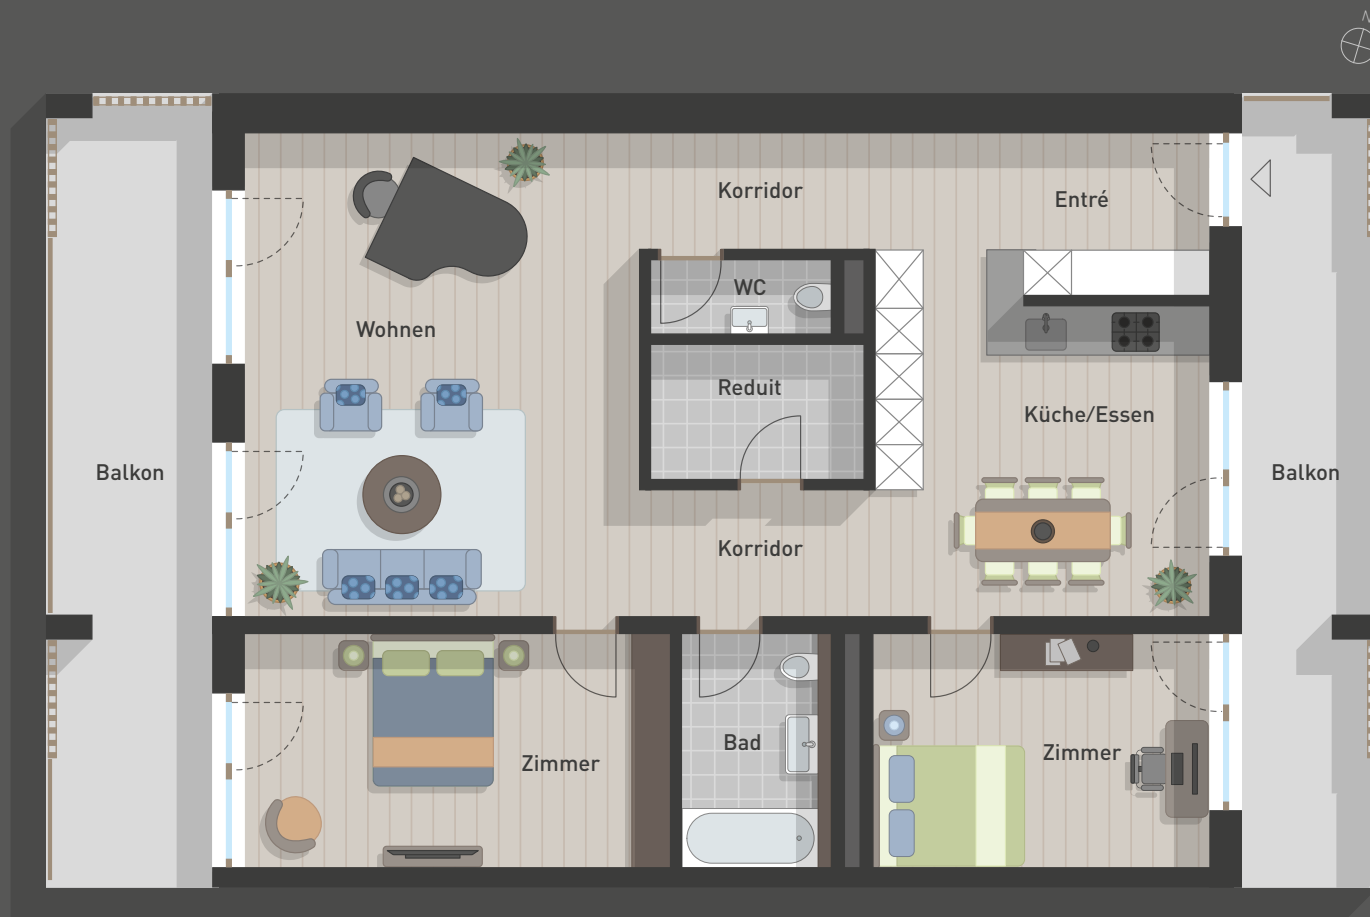 N
Korridor
Entré
WC
Wohnen
Reduit
Küche/Essen
Balkon
Balkon
Korridor
Bad
Zimmer
Zimmer